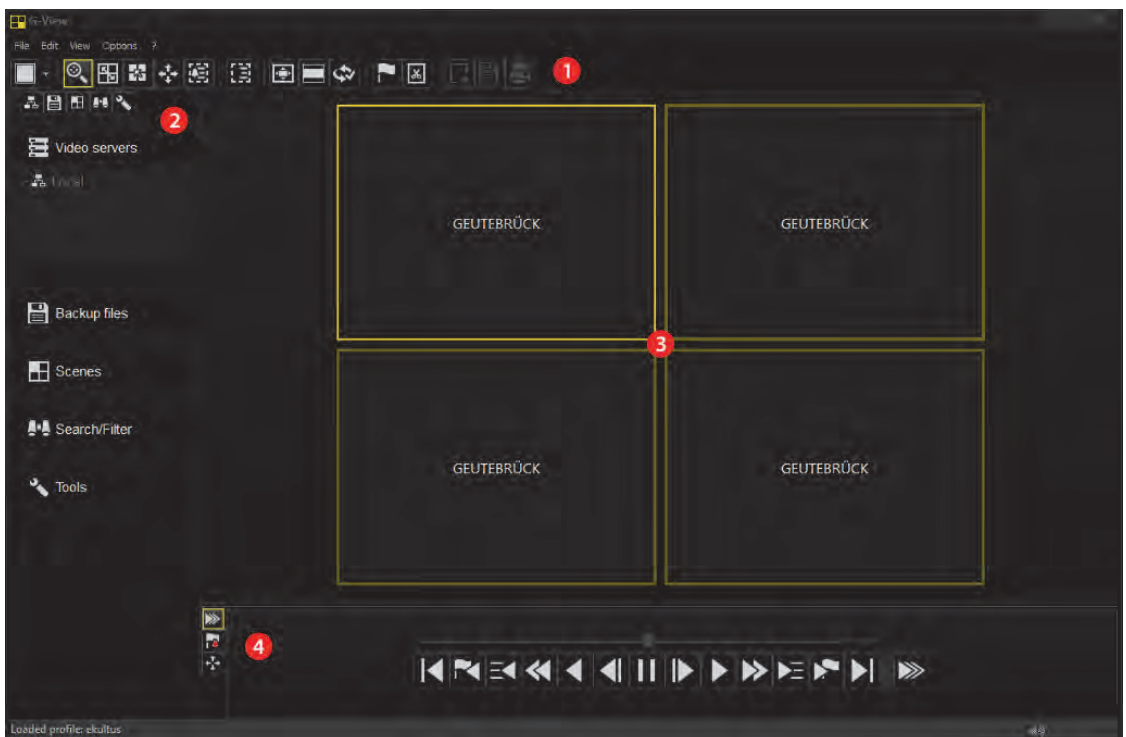 G-View
File Edit View Options ?
1
2
Video servers
Local
GEUTEBRÜCK GEUTEBRÜCK
Backup files
3
Scenes
Search/Filter
GEUTEBRÜCK GEUTEBRÜCK
Tools
4
Loaded profile: ekultus